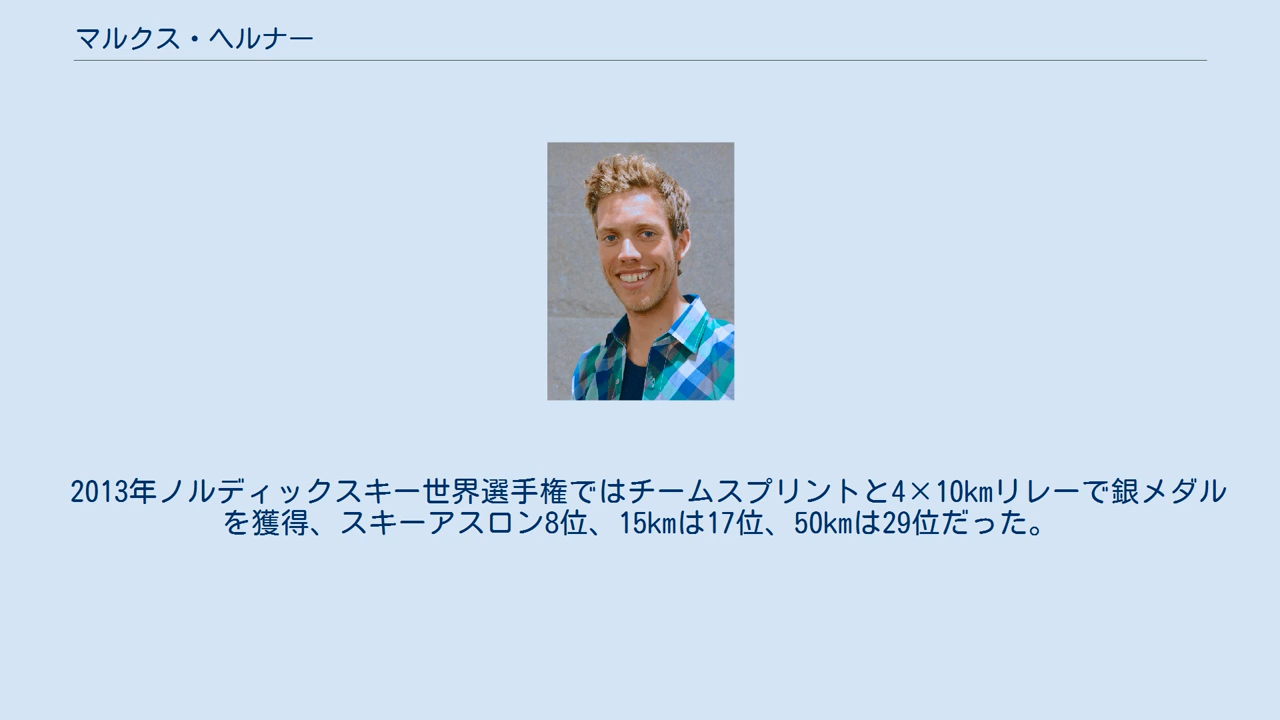 マルクス・ヘルナー
2013年ノルディックスキー世界選手権ではチームスプリントと4×10kmリレーで銀メダル
を獲得、スキーアスロン8位、15kmは17位、50kmは29位だった。